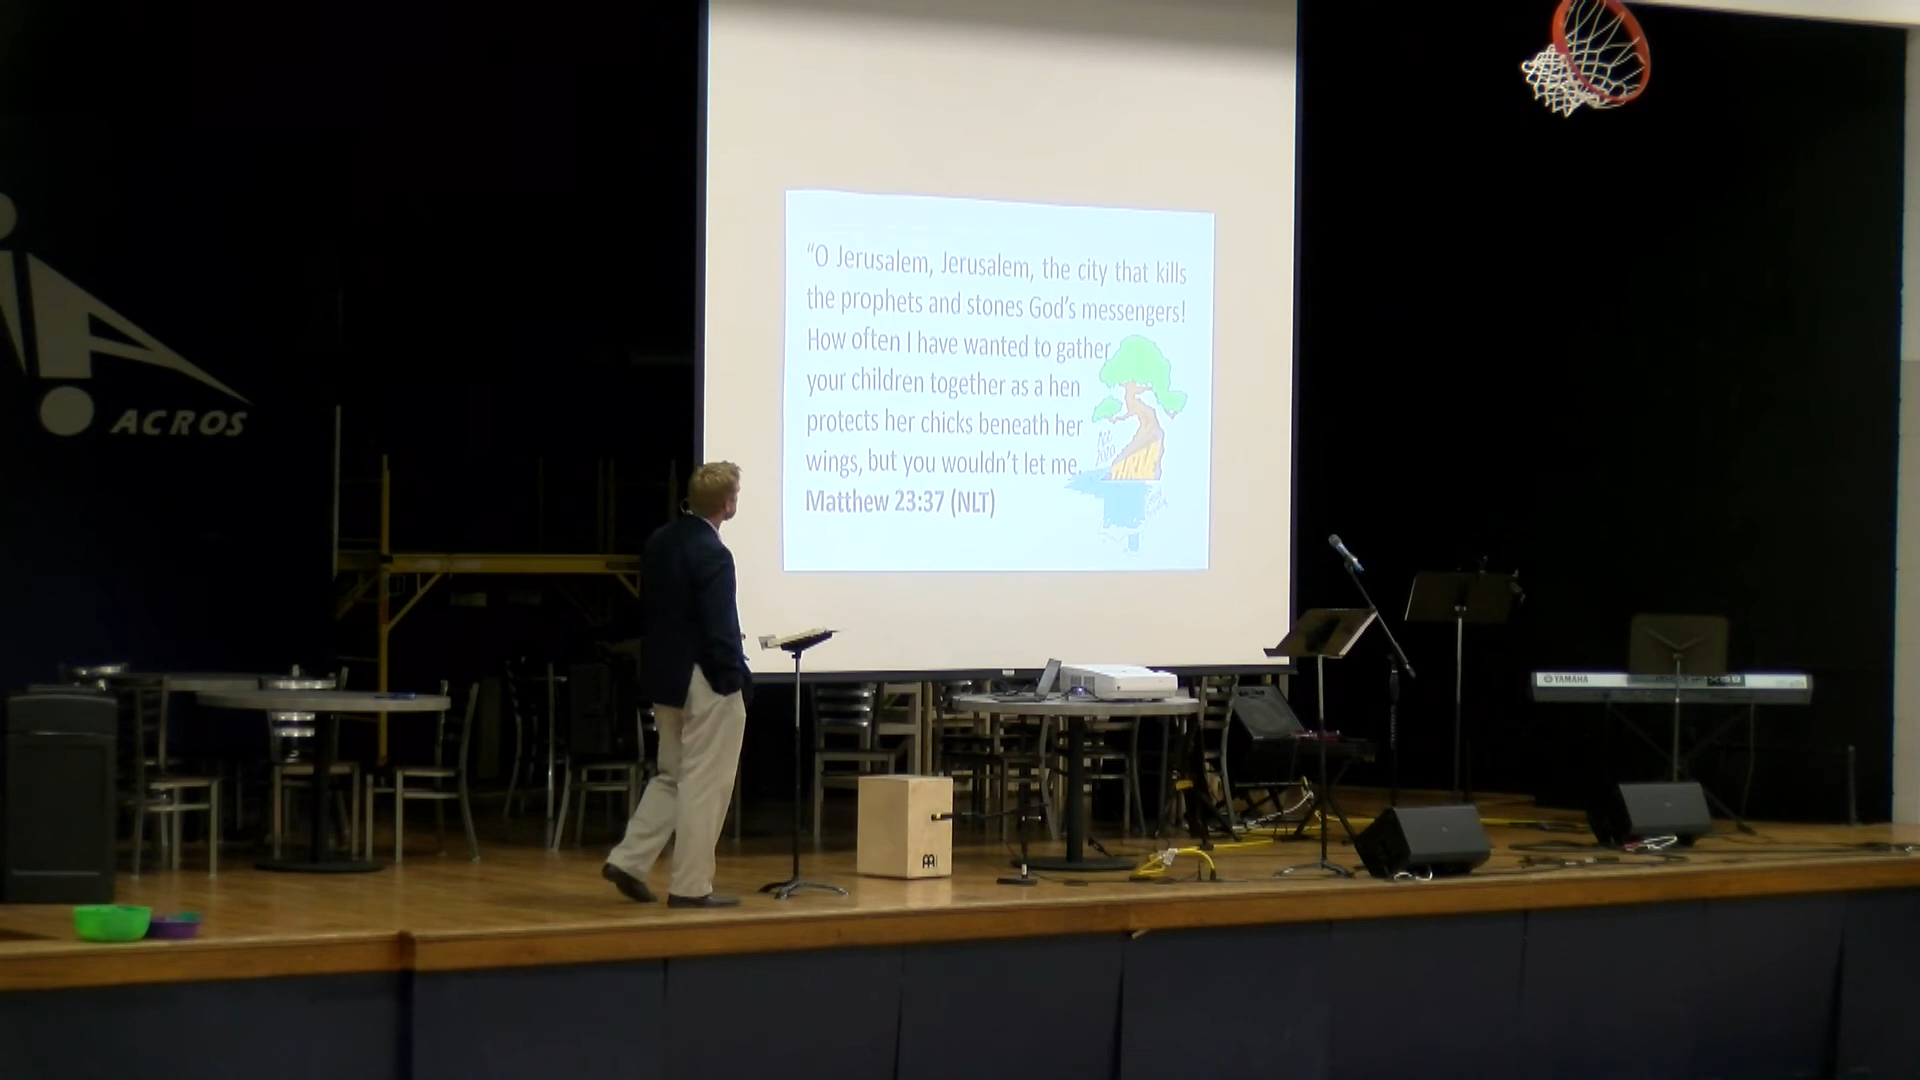 “O Jerusalem, Jerusalem, the city that kills
the prophets and stones God’s messengers!
How often I have wanted to gather
your children together as a hen
protects her chicks beneath her
wings, but you wouldn’t let me.
Matthew 23:37 (NLT)
2020
THRIVE
ACROS
YAMAHA